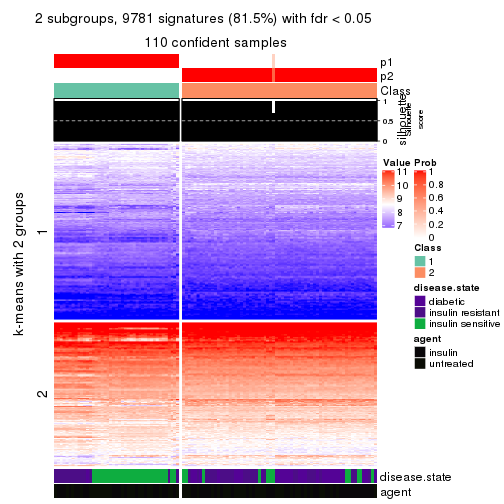 2 subgroups, 9781 signatures (81.5%) with fdr < 0.05
110 confident samples
p1
p2
Class
1
0.5
0
silhouette
Silhouette
score
k-means with 2 groups
1
2
Value
11
10
9
8
7
Prob
1
0.8
0.6
0.4
0.2
0
Class
1
2
disease.state
diabetic
insulin resistant
insulin sensitive
agent
insulin
untreated
disease.state
agent